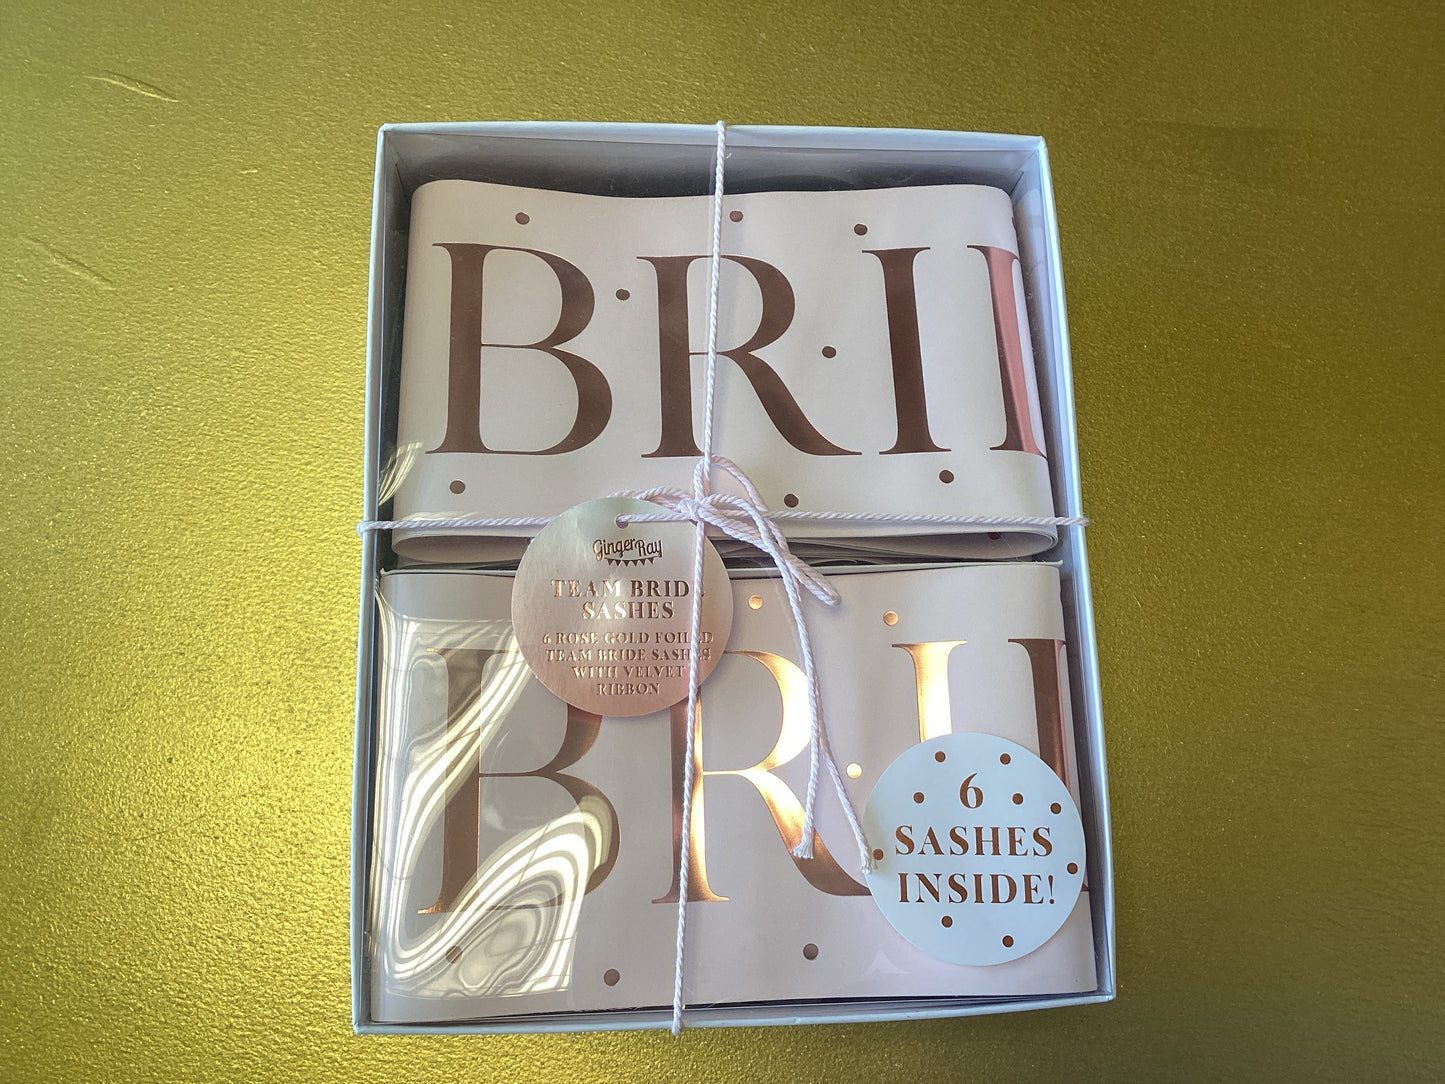 BRI
Ginger Ray
TEAM BRIDE
SASHES
6 ROSE GOLD FOILED
TEAM BRIDE SASHES
WITH VELVET
RIBBON
BRI
6
SASHES
INSIDE!